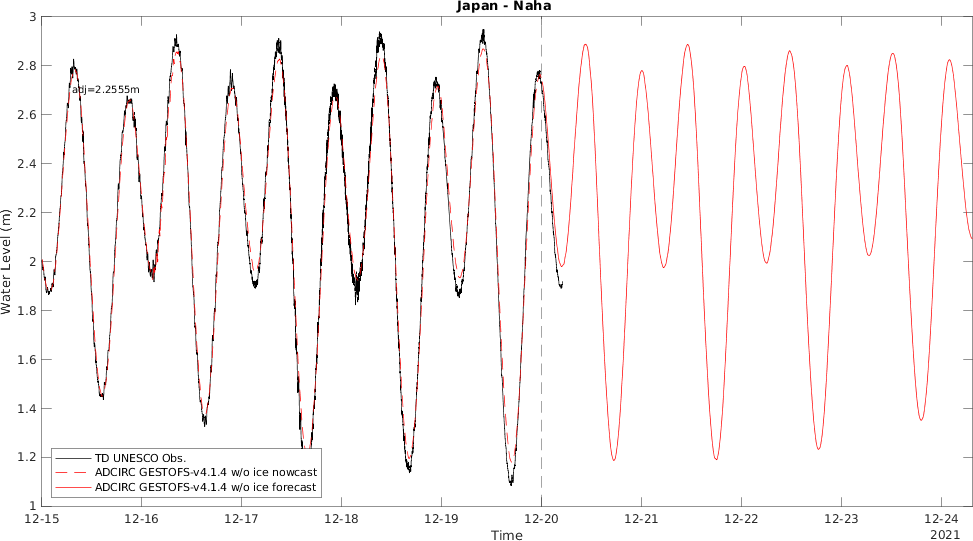 Japan - Naha
3
2.8
2.6
2.4
2.2
2
1.8
1.6
1.4
1.2
1
Water Level (m)
adj=2.2555m
TD UNESCO Obs.
ADCIRC GESTOFS-v4.1.4 w/o ice nowcast
ADCIRC GESTOFS-v4.1.4 w/o ice forecast
12-15 12-16 12-17 12-18 12-19 12-20 12-21 12-22 12-23 12-24
2021
Time